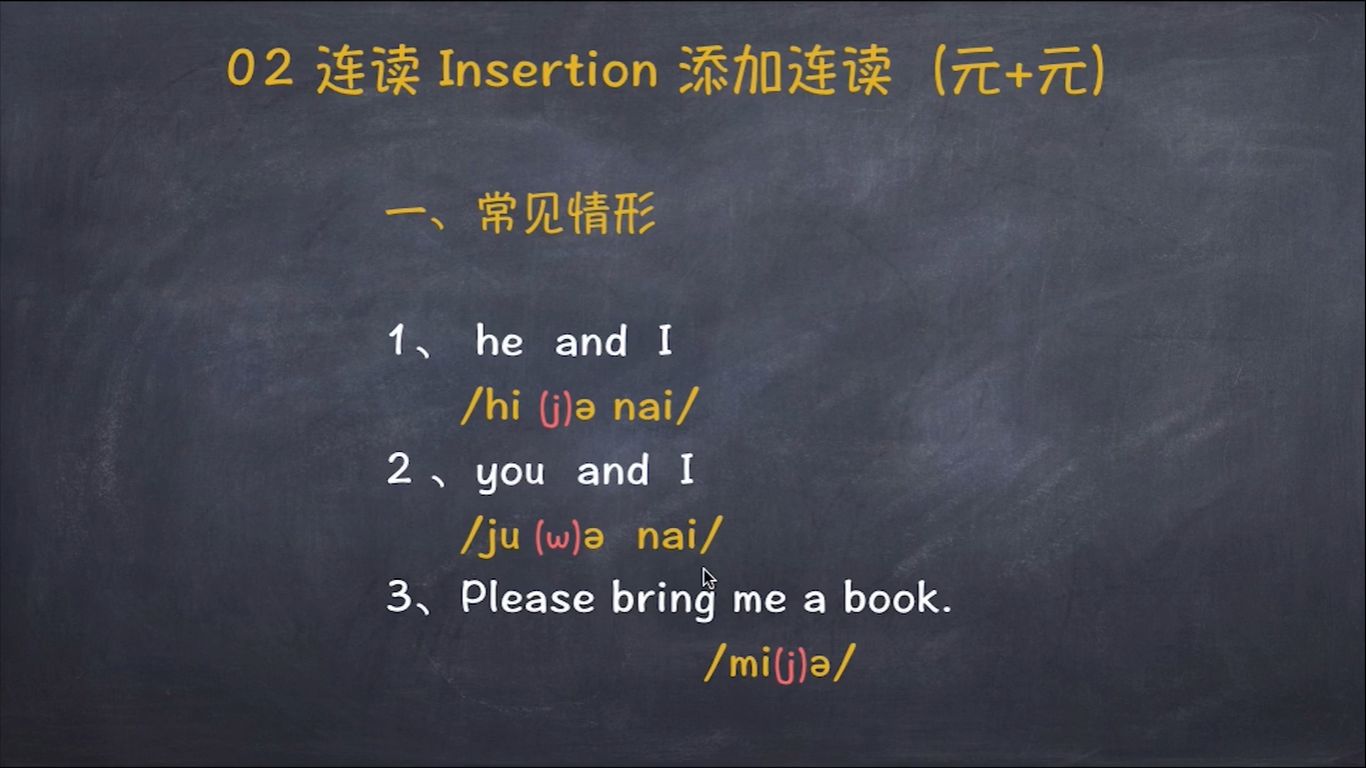 02 连读 Insertion 添加连读 (元+元)
一、常见情形
1、 he and I
/hi (j)ə nai/
2、you and I
/ju (w)ə nai/
3、Please bring me a book.
/mi(j)ə/